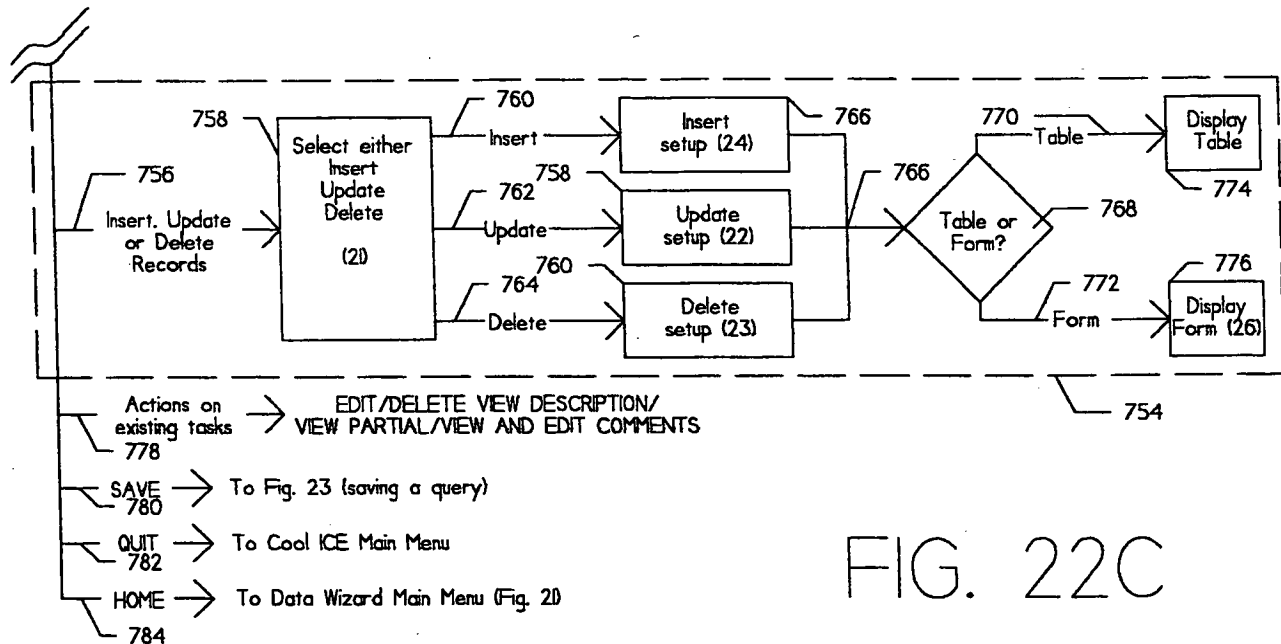 758
760
766
770
Table
Display
Table
774
756
Insert. Update
or Delete
Records
Select either
Insert
Update
Delete
(21)
Insert
Insert
setup (24)
762
758
766
Update
Update
setup (22)
Table or
Form?
768
764
760
Delete
Delete
setup (23)
772
Form
776
Display
Form (26)
754
Actions on
existing tasks
778
EDIT/DELETE VIEW DESCRIPTION/
VIEW PARTIAL/VIEW AND EDIT COMMENTS
SAVE
780
To Fig. 23 (saving a query)
QUIT
782
To Cool ICE Main Menu
HOME
784
To Data Wizard Main Menu (Fig. 21)
FIG. 22C